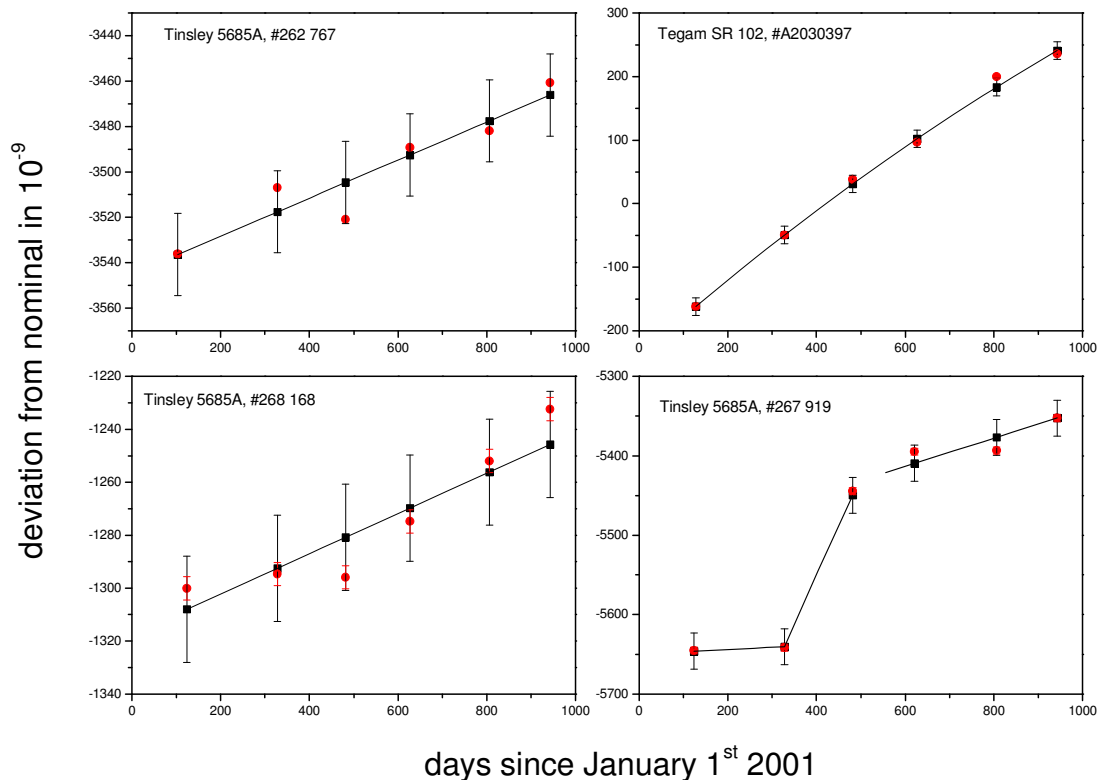 deviation from nominal in 10^-9
Tinsley 5685A, #262 767
-3440
-3460
-3480
-3500
-3520
-3540
-3560
0 200 400 600 800 1000
Tegam SR 102, #A2030397
300
200
100
0
-100
-200
0 200 400 600 800 1000
Tinsley 5685A, #268 168
-1220
-1240
-1260
-1280
-1300
-1320
-1340
0 200 400 600 800 1000
Tinsley 5685A, #267 919
-5300
-5400
-5500
-5600
-5700
0 200 400 600 800 1000
days since January 1st 2001